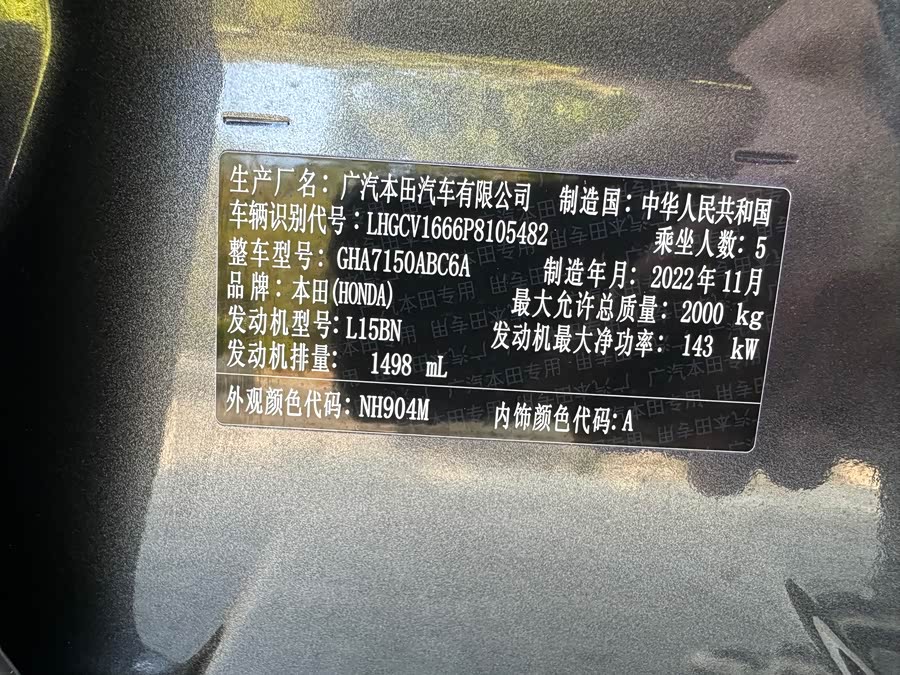 生产厂名：广汽本田汽车有限公司 制造国：中华人民共和国
车辆识别代号：LHGCV1666P8105482 乘坐人数：5
整车型号：GHA7150ABC6A 制造年月：2022年11月
品牌：本田(HONDA) 最大允许总质量：2000 kg
发动机型号：L15BN 发动机最大净功率：143 kW
发动机排量：1498 mL
外观颜色代码：NH904M 内饰颜色代码：A